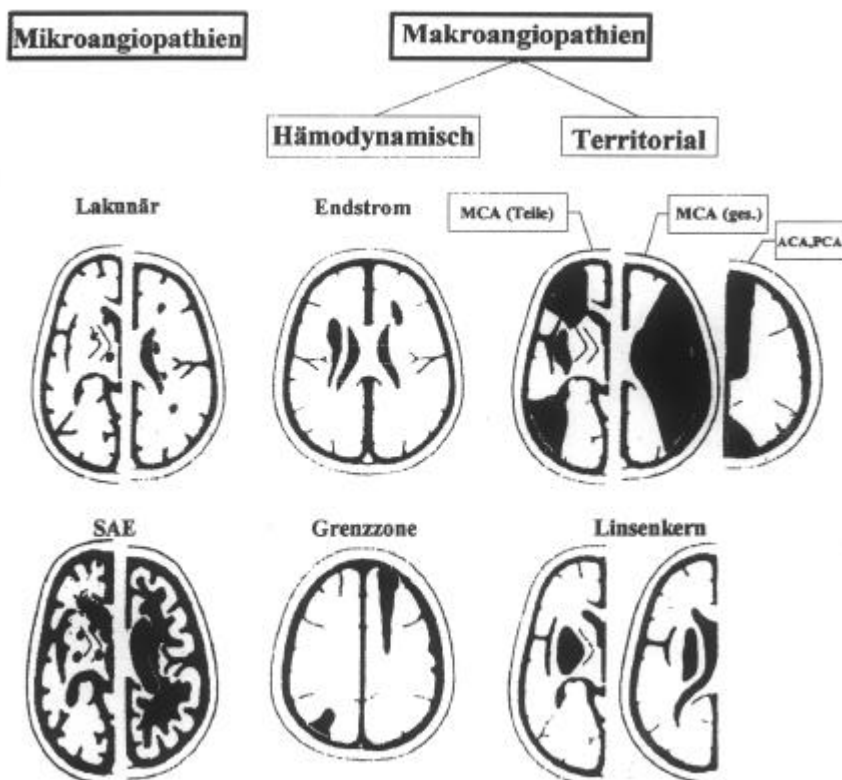 Mikroangiopathien
Makroangiopathien
Hämodynamisch
Territorial
Lakunär
Endstrom
MCA (Teile)
MCA (ges.)
ACA,PCA
SAE
Grenzzone
Linsenkern